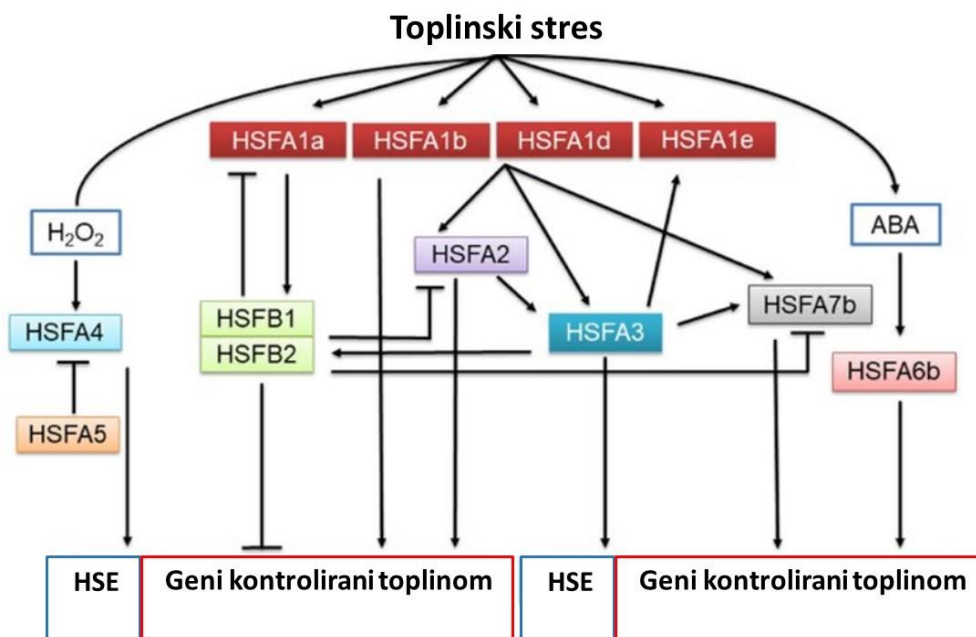 Toplinski stres
HSFA1a
HSFA1b
HSFA1d
HSFA1e
H₂O₂
ABA
HSFA2
HSFA7b
HSFA4
HSFB1
HSFB2
HSFA3
HSFA6b
HSFA5
HSE
Geni kontrolirani toplinom
HSE
Geni kontrolirani toplinom